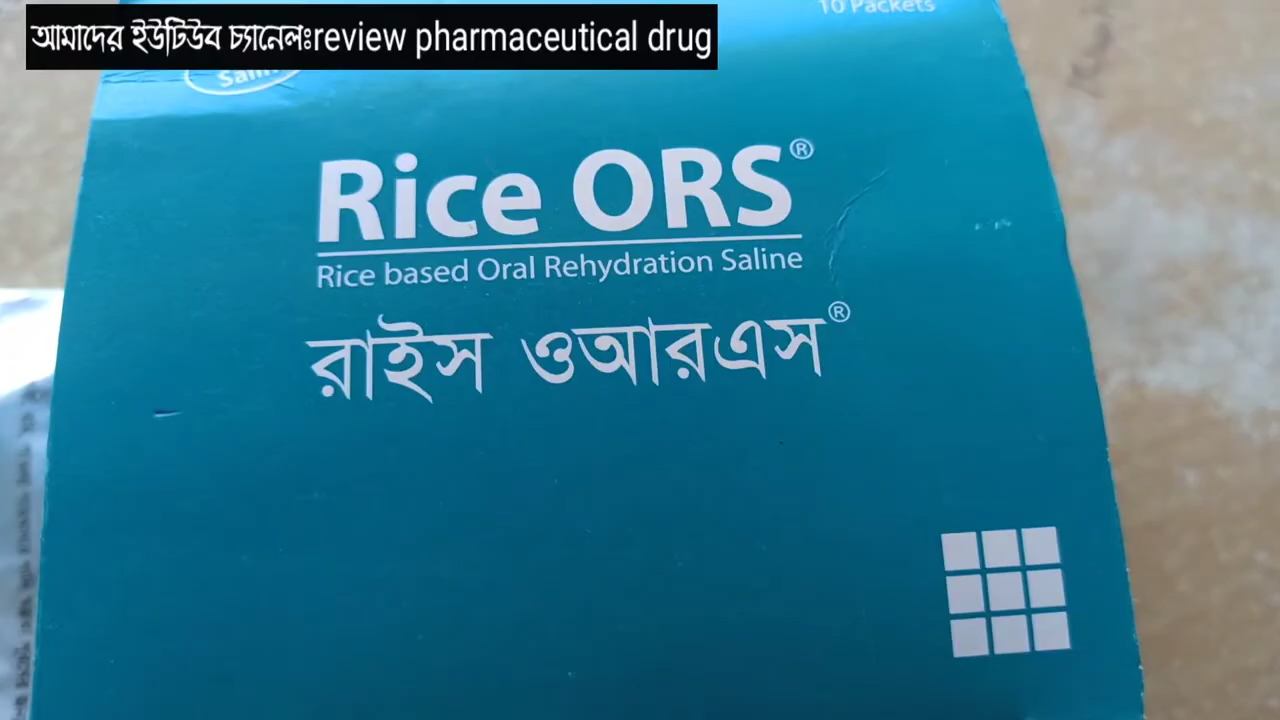 আমাদের ইউটিউব চ্যানেলঃreview pharmaceutical drug
10 Packets
Rice ORS®
Rice based Oral Rehydration Saline
রাইস ওআরএস®